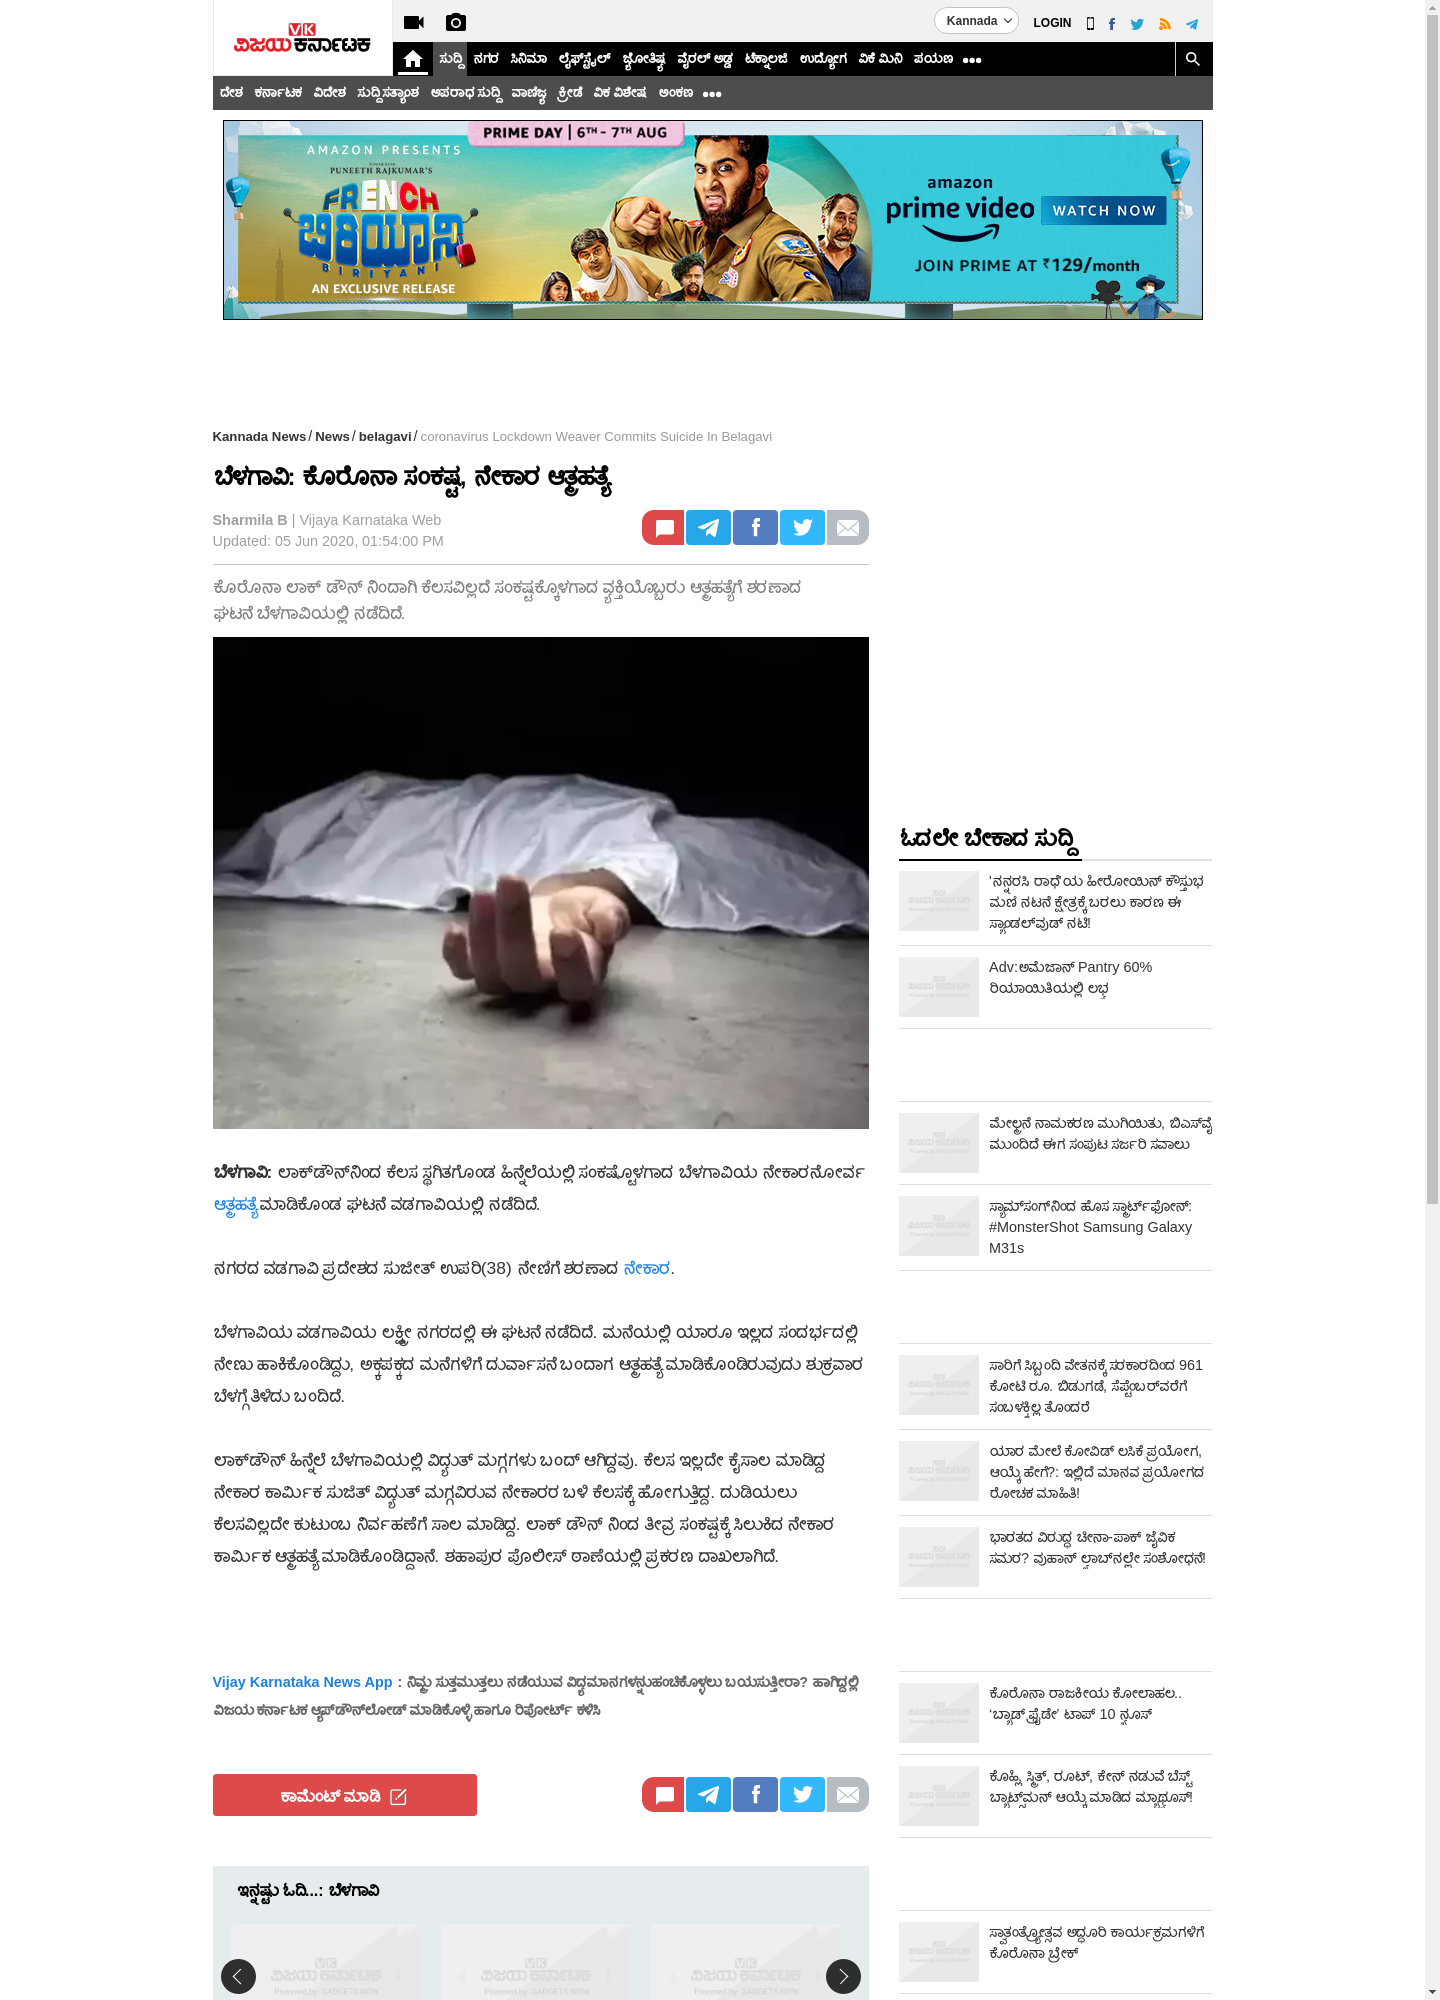 VK
ವಿಜಯ ಕರ್ನಾಟಕ
Kannada
LOGIN
ಸುದ್ದಿ ನಗರ ಸಿನಿಮಾ ಲೈಫ್‌ಸ್ಟೈಲ್ ಜ್ಯೋತಿಷ್ಯ ವೈರಲ್ ಅಡ್ಡ ಟೆಕ್ನಾಲಜಿ ಉದ್ಯೋಗ ವಿಕೆ ಮಿನಿ ಪಯಣ
ದೇಶ ಕರ್ನಾಟಕ ವಿದೇಶ ಸುದ್ದಿ ಸತ್ಯಾಂಶ ಅಪರಾಧ ಸುದ್ದಿ ವಾಣಿಜ್ಯ ಕ್ರೀಡೆ ವಿಕ ವಿಶೇಷ ಅಂಕಣ
PRIME DAY | 6TH - 7TH AUG
AMAZON PRESENTS
PUNEETH RAJKUMAR'S
FRENCH
ಬಿರಿಯಾನಿ
BIRIYANI
AN EXCLUSIVE RELEASE
amazon
prime video
WATCH NOW
JOIN PRIME AT ₹129/month
Kannada News / News / belagavi / coronavirus Lockdown Weaver Commits Suicide In Belagavi
ಬೆಳಗಾವಿ: ಕೊರೊನಾ ಸಂಕಷ್ಟ, ನೇಕಾರ ಆತ್ಮಹತ್ಯೆ
Sharmila B | Vijaya Karnataka Web
Updated: 05 Jun 2020, 01:54:00 PM
ಕೊರೊನಾ ಲಾಕ್ ಡೌನ್ ನಿಂದಾಗಿ ಕೆಲಸವಿಲ್ಲದೆ ಸಂಕಷ್ಟಕ್ಕೊಳಗಾದ ವ್ಯಕ್ತಿಯೊಬ್ಬರು ಆತ್ಮಹತ್ಯೆಗೆ ಶರಣಾದ
ಘಟನೆ ಬೆಳಗಾವಿಯಲ್ಲಿ ನಡೆದಿದೆ.
ಬೆಳಗಾವಿ: ಲಾಕ್‌ಡೌನ್‌ನಿಂದ ಕೆಲಸ ಸ್ಥಗಿತಗೊಂಡ ಹಿನ್ನೆಲೆಯಲ್ಲಿ ಸಂಕಷ್ಟೊಳಗಾದ ಬೆಳಗಾವಿಯ ನೇಕಾರನೋರ್ವ
ಆತ್ಮಹತ್ಯೆ ಮಾಡಿಕೊಂಡ ಘಟನೆ ವಡಗಾವಿಯಲ್ಲಿ ನಡೆದಿದೆ.
ನಗರದ ವಡಗಾವಿ ಪ್ರದೇಶದ ಸುಜೀತ್ ಉಪರಿ(38) ನೇಣಿಗೆ ಶರಣಾದ ನೇಕಾರ.
ಬೆಳಗಾವಿಯ ವಡಗಾವಿಯ ಲಕ್ಷ್ಮೀ ನಗರದಲ್ಲಿ ಈ ಘಟನೆ ನಡೆದಿದೆ. ಮನೆಯಲ್ಲಿ ಯಾರೂ ಇಲ್ಲದ ಸಂದರ್ಭದಲ್ಲಿ
ನೇಣು ಹಾಕಿಕೊಂಡಿದ್ದು, ಅಕ್ಕಪಕ್ಕದ ಮನೆಗಳಿಗೆ ದುರ್ವಾಸನೆ ಬಂದಾಗ ಆತ್ಮಹತ್ಯೆ ಮಾಡಿಕೊಂಡಿರುವುದು ಶುಕ್ರವಾರ
ಬೆಳಗ್ಗೆ ತಿಳಿದು ಬಂದಿದೆ.
ಲಾಕ್‌ಡೌನ್ ಹಿನ್ನೆಲೆ ಬೆಳಗಾವಿಯಲ್ಲಿ ವಿದ್ಯುತ್ ಮಗ್ಗಗಳು ಬಂದ್ ಆಗಿದ್ದವು. ಕೆಲಸ ಇಲ್ಲದೇ ಕೈಸಾಲ ಮಾಡಿದ್ದ
ನೇಕಾರ ಕಾರ್ಮಿಕ ಸುಜಿತ್ ವಿದ್ಯುತ್ ಮಗ್ಗವಿರುವ ನೇಕಾರರ ಬಳಿ ಕೆಲಸಕ್ಕೆ ಹೋಗುತ್ತಿದ್ದ. ದುಡಿಯಲು
ಕೆಲಸವಿಲ್ಲದೇ ಕುಟುಂಬ ನಿರ್ವಹಣೆಗೆ ಸಾಲ ಮಾಡಿದ್ದ. ಲಾಕ್ ಡೌನ್ ನಿಂದ ತೀವ್ರ ಸಂಕಷ್ಟಕ್ಕೆ ಸಿಲುಕಿದ ನೇಕಾರ
ಕಾರ್ಮಿಕ ಆತ್ಮಹತ್ಯೆ ಮಾಡಿಕೊಂಡಿದ್ದಾನೆ. ಶಹಾಪುರ ಪೊಲೀಸ್ ಠಾಣೆಯಲ್ಲಿ ಪ್ರಕರಣ ದಾಖಲಾಗಿದೆ.
Vijay Karnataka News App : ನಿಮ್ಮ ಸುತ್ತಮುತ್ತಲು ನಡೆಯುವ ವಿದ್ಯಮಾನಗಳನ್ನು ಹಂಚಿಕೊಳ್ಳಲು ಬಯಸುತ್ತೀರಾ? ಹಾಗಿದ್ದಲ್ಲಿ
ವಿಜಯ ಕರ್ನಾಟಕ ಆ್ಯಪ್ ಡೌನ್‌ಲೋಡ್ ಮಾಡಿಕೊಳ್ಳಿ ಹಾಗೂ ರಿಪೋರ್ಟ್ ಕಳಿಸಿ
ಕಾಮೆಂಟ್ ಮಾಡಿ
ಇನ್ನಷ್ಟು ಓದಿ...: ಬೆಳಗಾವಿ
ಓದಲೇ ಬೇಕಾದ ಸುದ್ದಿ
'ನನ್ನರಸಿ ರಾಧೆ'ಯ ಹೀರೋಯಿನ್ ಕೌಸ್ತುಭ
ಮಣಿ ನಟನೆ ಕ್ಷೇತ್ರಕ್ಕೆ ಬರಲು ಕಾರಣ ಈ
ಸ್ಯಾಂಡಲ್‌ವುಡ್ ನಟಿ!
Adv:ಅಮೆಜಾನ್ Pantry 60%
ರಿಯಾಯಿತಿಯಲ್ಲಿ ಲಭ್ಯ
ಮೇಲ್ಮನೆ ನಾಮಕರಣ ಮುಗಿಯಿತು, ಬಿಎಸ್‌ವೈ
ಮುಂದಿದೆ ಈಗ ಸಂಪುಟ ಸರ್ಜರಿ ಸವಾಲು
ಸ್ಯಾಮ್‌ಸಂಗ್‌ನಿಂದ ಹೊಸ ಸ್ಮಾರ್ಟ್‌ಫೋನ್:
#MonsterShot Samsung Galaxy
M31s
ಸಾರಿಗೆ ಸಿಬ್ಬಂದಿ ವೇತನಕ್ಕೆ ಸರಕಾರದಿಂದ 961
ಕೋಟಿ ರೂ. ಬಿಡುಗಡೆ, ಸೆಪ್ಟೆಂಬರ್‌ವರೆಗೆ
ಸಂಬಳಕ್ಕಿಲ್ಲ ತೊಂದರೆ
ಯಾರ ಮೇಲೆ ಕೋವಿಡ್ ಲಸಿಕೆ ಪ್ರಯೋಗ,
ಆಯ್ಕೆ ಹೇಗೆ?: ಇಲ್ಲಿದೆ ಮಾನವ ಪ್ರಯೋಗದ
ರೋಚಕ ಮಾಹಿತಿ!
ಭಾರತದ ವಿರುದ್ಧ ಚೀನಾ-ಪಾಕ್ ಜೈವಿಕ
ಸಮರ? ವುಹಾನ್ ಲ್ಯಾಬ್‌ನಲ್ಲೇ ಸಂಶೋಧನೆ!
ಕೊರೊನಾ ರಾಜಕೀಯ ಕೋಲಾಹಲ..
'ಬ್ಯಾಡ್ ಫ್ರೈಡೇ' ಟಾಪ್ 10 ನ್ಯೂಸ್
ಕೊಹ್ಲಿ, ಸ್ಮಿತ್, ರೂಟ್, ಕೇನ್ ನಡುವೆ ಬೆಸ್ಟ್
ಬ್ಯಾಟ್ಸ್‌ಮನ್ ಆಯ್ಕೆ ಮಾಡಿದ ಮ್ಯಾಥ್ಯೂಸ್!
ಸ್ವಾತಂತ್ರ್ಯೋತ್ಸವ ಅದ್ಧೂರಿ ಕಾರ್ಯಕ್ರಮಗಳಿಗೆ
ಕೊರೊನಾ ಬ್ರೇಕ್